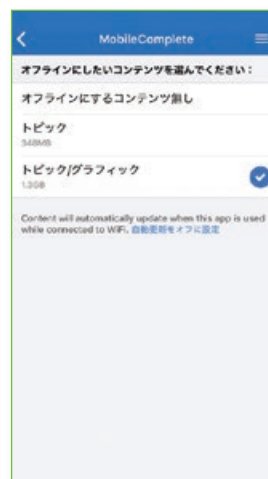 MobileComplete
オフラインにしたいコンテンツを選んでください：
オフラインにするコンテンツ無し
トピック
348MB
トピック/グラフィック
1.3GB
Content will automatically update when this app is used
while connected to WiFi. 自動更新をオフに設定